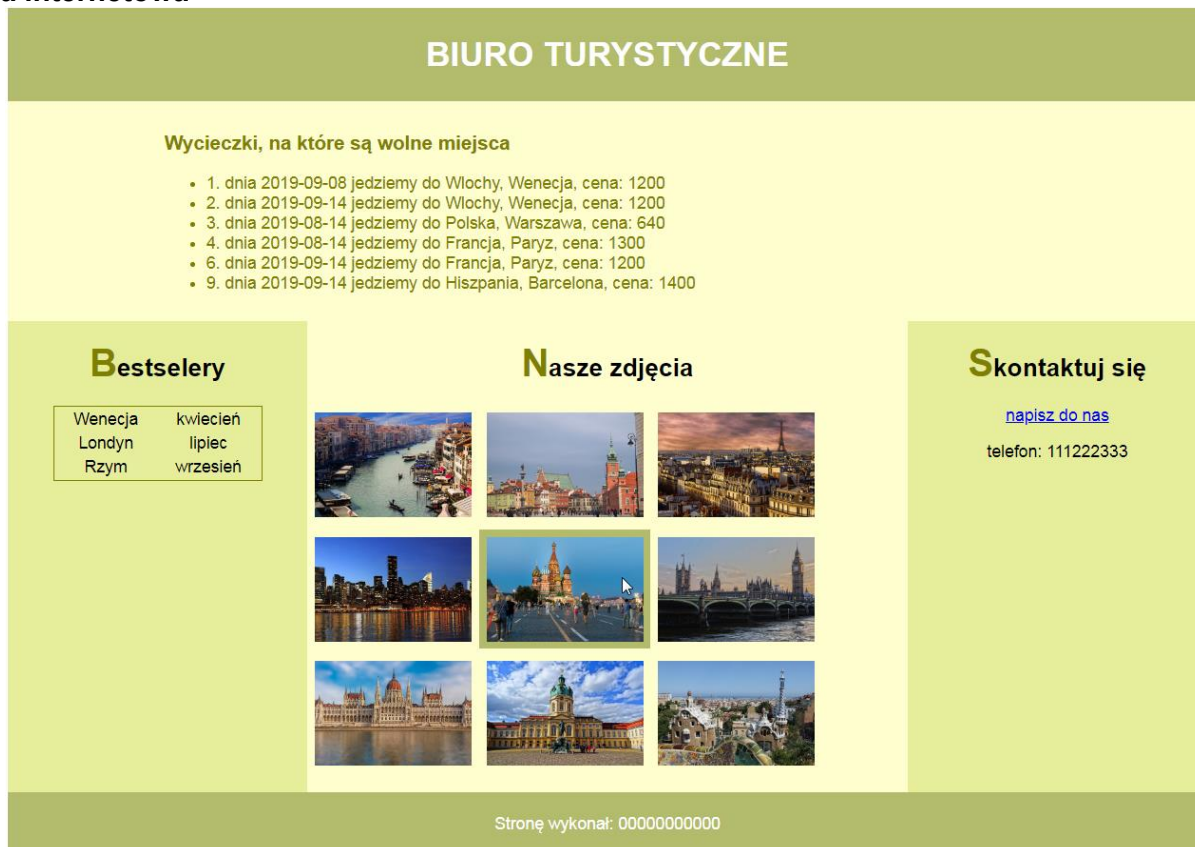 BIURO TURYSTYCZNE
Wycieczki, na które są wolne miejsca
• 1. dnia 2019-09-08 jedziemy do Wlochy, Wenecja, cena: 1200
• 2. dnia 2019-09-14 jedziemy do Wlochy, Wenecja, cena: 1200
• 3. dnia 2019-08-14 jedziemy do Polska, Warszawa, cena: 640
• 4. dnia 2019-08-14 jedziemy do Francja, Paryz, cena: 1300
• 6. dnia 2019-09-14 jedziemy do Francja, Paryz, cena: 1200
• 9. dnia 2019-09-14 jedziemy do Hiszpania, Barcelona, cena: 1400
Bestselery
Wenecja kwiecień
Londyn lipiec
Rzym wrzesień
Nasze zdjęcia
Skontaktuj się
napisz do nas
telefon: 111222333
Stronę wykonał: 00000000000